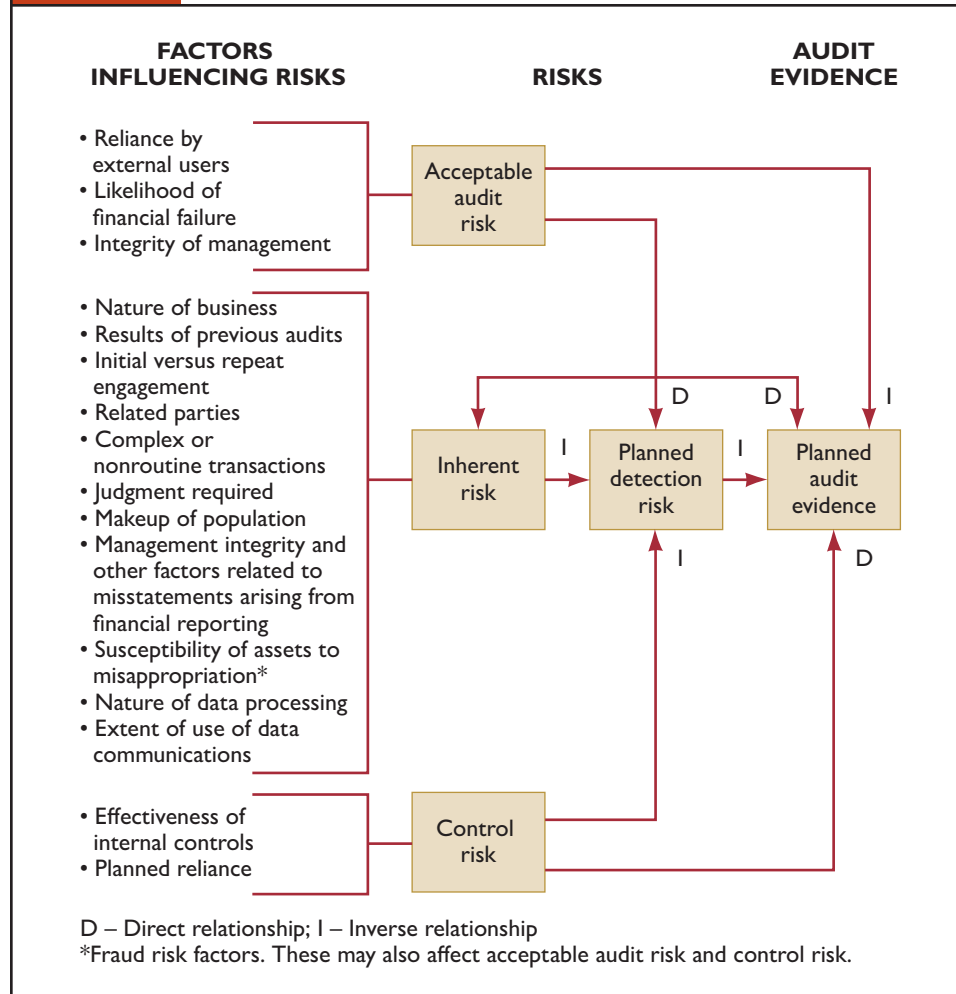 FACTORS
INFLUENCING RISKS
RISKS
AUDIT
EVIDENCE
• Reliance by
external users
• Likelihood of
financial failure
• Integrity of management
Acceptable
audit
risk
• Nature of business
• Results of previous audits
• Initial versus repeat
engagement
• Related parties
• Complex or
nonroutine transactions
• Judgment required
• Makeup of population
• Management integrity and
other factors related to
misstatements arising from
financial reporting
• Susceptibility of assets to
misappropriation*
• Nature of data processing
• Extent of use of data
communications
D
D
I
Inherent
risk
I
Planned
detection
risk
I
Planned
audit
evidence
I
D
• Effectiveness of
internal controls
• Planned reliance
Control
risk
D – Direct relationship; I – Inverse relationship
*Fraud risk factors. These may also affect acceptable audit risk and control risk.